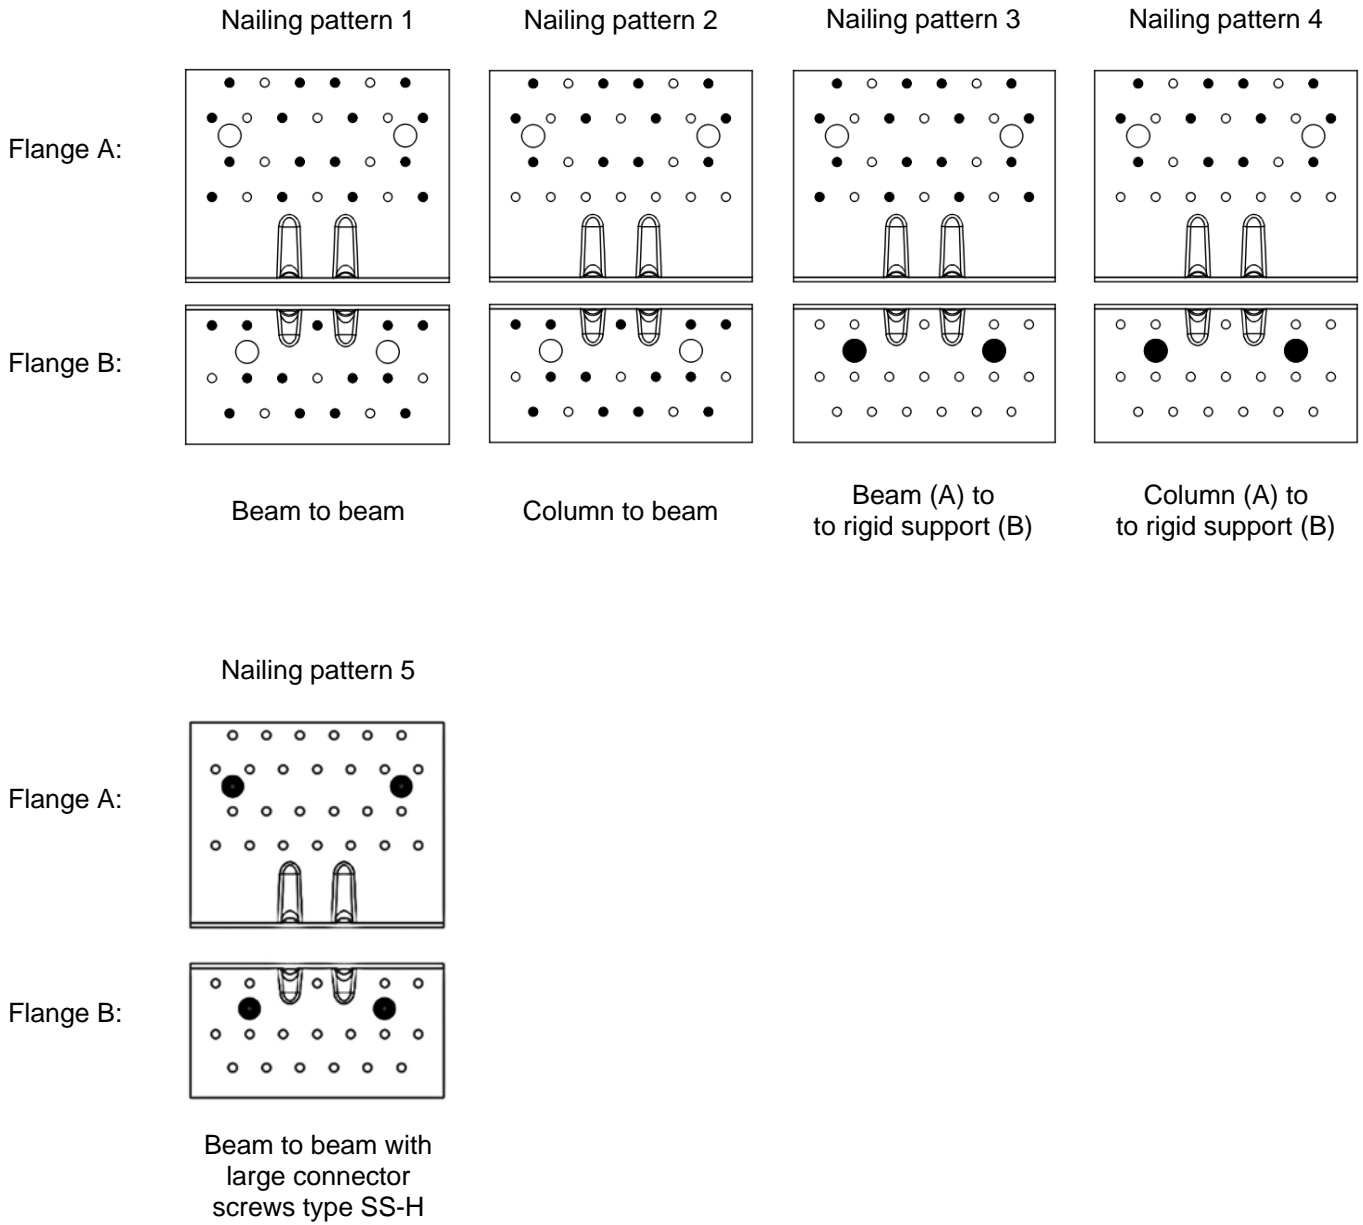 Nailing pattern 1
Nailing pattern 2
Nailing pattern 3
Nailing pattern 4
Flange A:
Flange B:
Beam to beam
Column to beam
Beam (A) to
to rigid support (B)
Column (A) to
to rigid support (B)
Nailing pattern 5
Flange A:
Flange B:
Beam to beam with
large connector
screws type SS-H